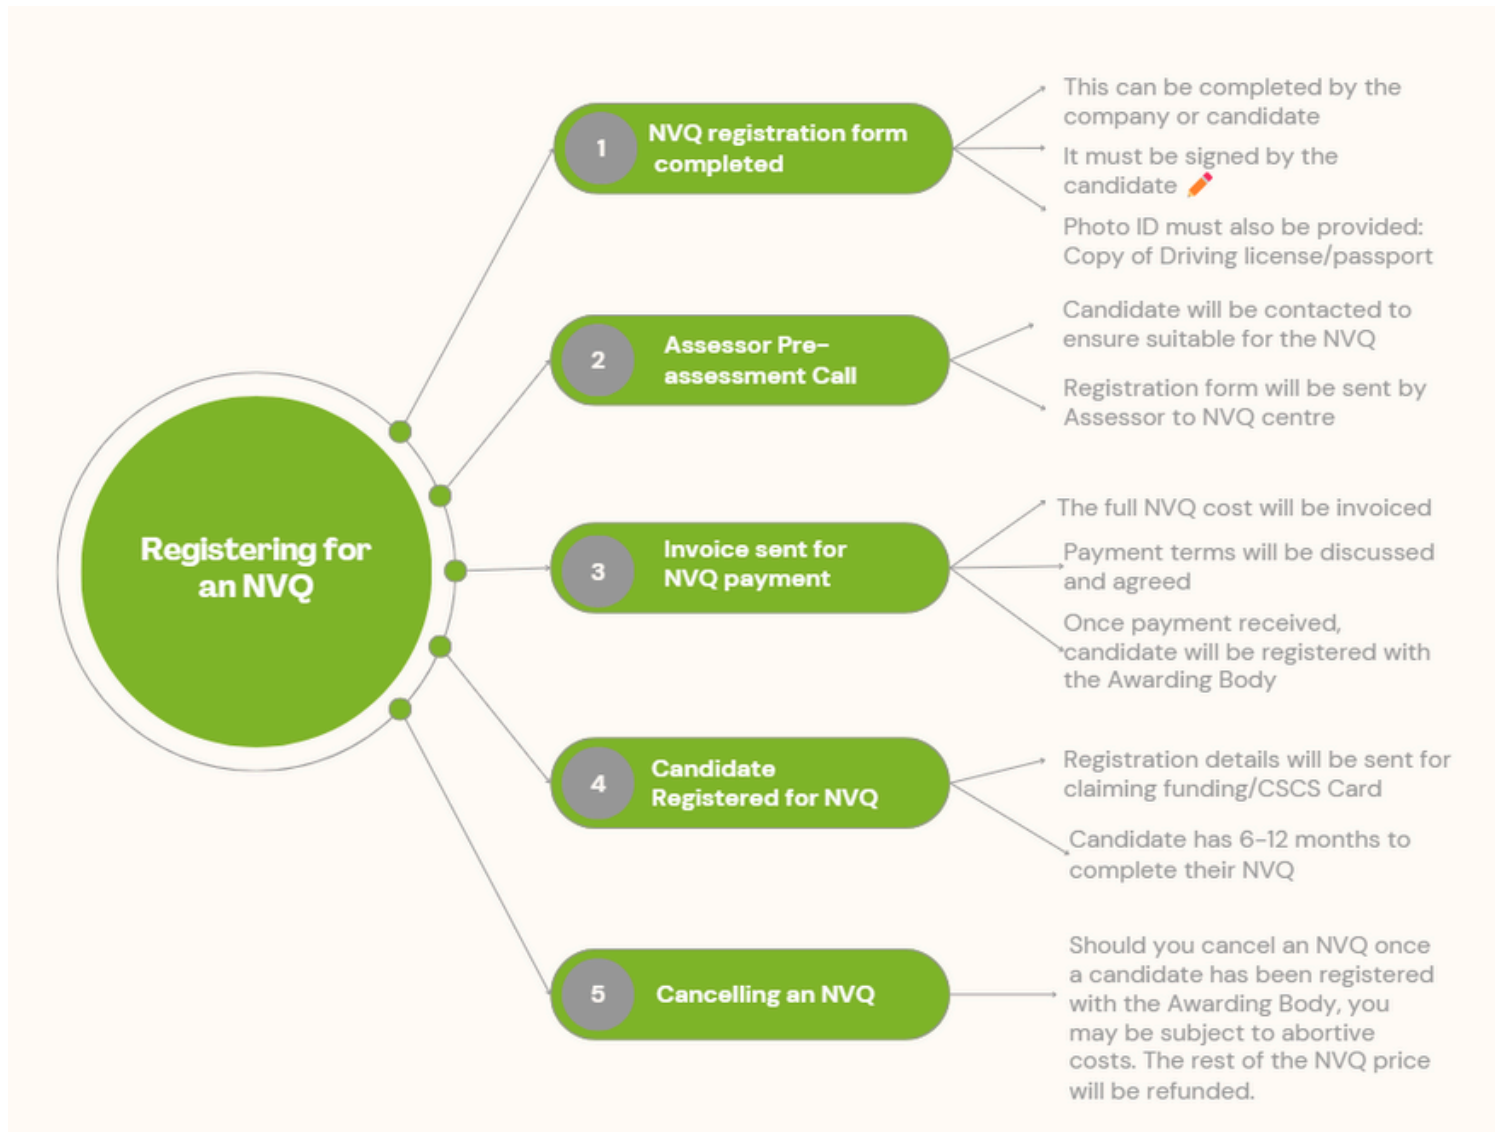 Registering for
an NVQ
1
NVQ registration form
completed
This can be completed by the
company or candidate
It must be signed by the
candidate
Photo ID must also be provided:
Copy of Driving license/passport
2
Assessor Pre-
assessment Call
Candidate will be contacted to
ensure suitable for the NVQ
Registration form will be sent by
Assessor to NVQ centre
3
Invoice sent for
NVQ payment
The full NVQ cost will be invoiced
Payment terms will be discussed
and agreed
Once payment received,
candidate will be registered with
the Awarding Body
4
Candidate
Registered for NVQ
Registration details will be sent for
claiming funding/CSCS Card
Candidate has 6-12 months to
complete their NVQ
5
Cancelling an NVQ
Should you cancel an NVQ once
a candidate has been registered
with the Awarding Body, you
may be subject to abortive
costs. The rest of the NVQ price
will be refunded.